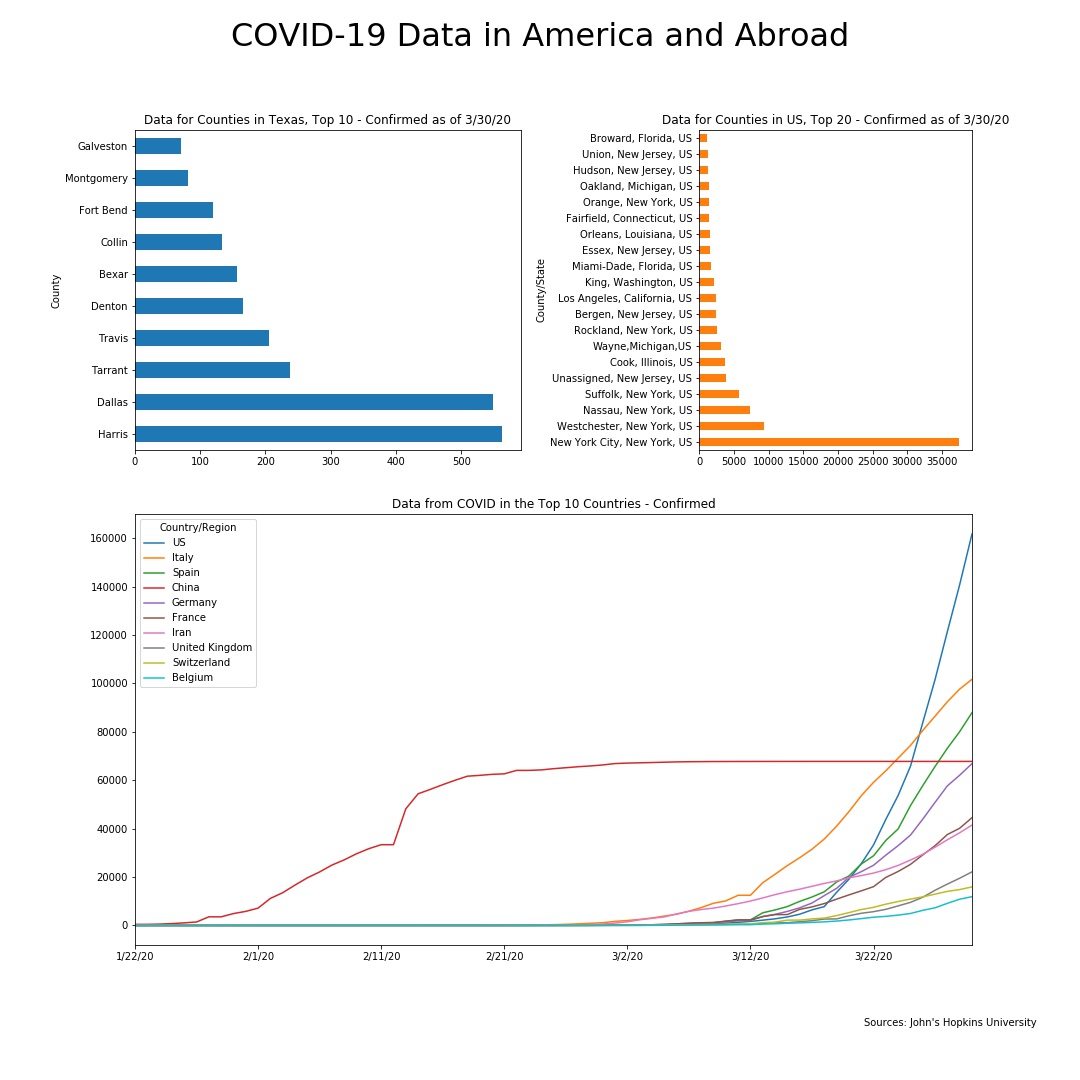 COVID-19 Data in America and Abroad
Data for Counties in Texas, Top 10 - Confirmed as of 3/30/20
County
Galveston
Montgomery
Fort Bend
Collin
Bexar
Denton
Travis
Tarrant
Dallas
Harris
0 100 200 300 400 500
Data for Counties in US, Top 20 - Confirmed as of 3/30/20
County/State
Broward, Florida, US
Union, New Jersey, US
Hudson, New Jersey, US
Oakland, Michigan, US
Orange, New York, US
Fairfield, Connecticut, US
Orleans, Louisiana, US
Essex, New Jersey, US
Miami-Dade, Florida, US
King, Washington, US
Los Angeles, California, US
Bergen, New Jersey, US
Rockland, New York, US
Wayne,Michigan,US
Cook, Illinois, US
Unassigned, New Jersey, US
Suffolk, New York, US
Nassau, New York, US
Westchester, New York, US
New York City, New York, US
0 5000 10000 15000 20000 25000 30000 35000
Data from COVID in the Top 10 Countries - Confirmed
Country/Region
US
Italy
Spain
China
Germany
France
Iran
United Kingdom
Switzerland
Belgium
160000
140000
120000
100000
80000
60000
40000
20000
0
1/22/20 2/1/20 2/11/20 2/21/20 3/2/20 3/12/20 3/22/20
Sources: John's Hopkins University